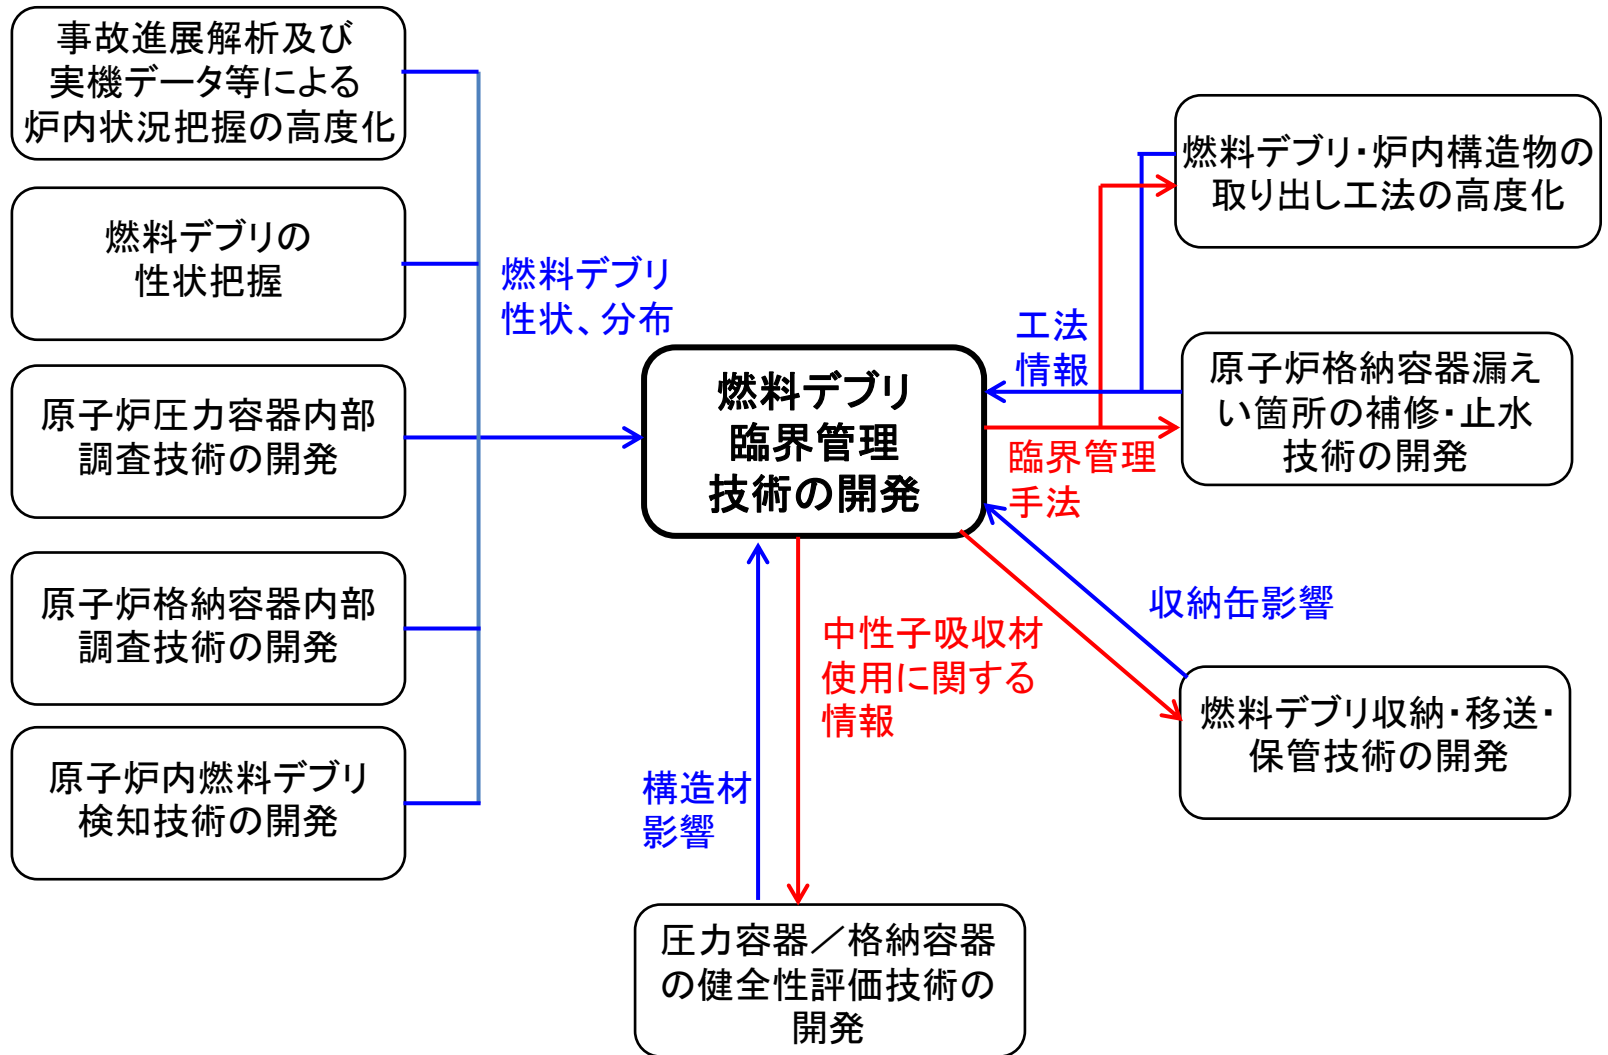 事故進展解析及び
実機データ等による
炉内状況把握の高度化
燃料デブリの
性状把握
原子炉圧力容器内部
調査技術の開発
原子炉格納容器内部
調査技術の開発
原子炉内燃料デブリ
検知技術の開発
燃料デブリ
性状、分布
燃料デブリ
臨界管理
技術の開発
工法
情報
臨界管理
手法
燃料デブリ・炉内構造物の
取り出し工法の高度化
原子炉格納容器漏え
い箇所の補修・止水
技術の開発
収納缶影響
燃料デブリ収納・移送・
保管技術の開発
中性子吸収材
使用に関する
情報
構造材
影響
圧力容器／格納容器
の健全性評価技術の
開発